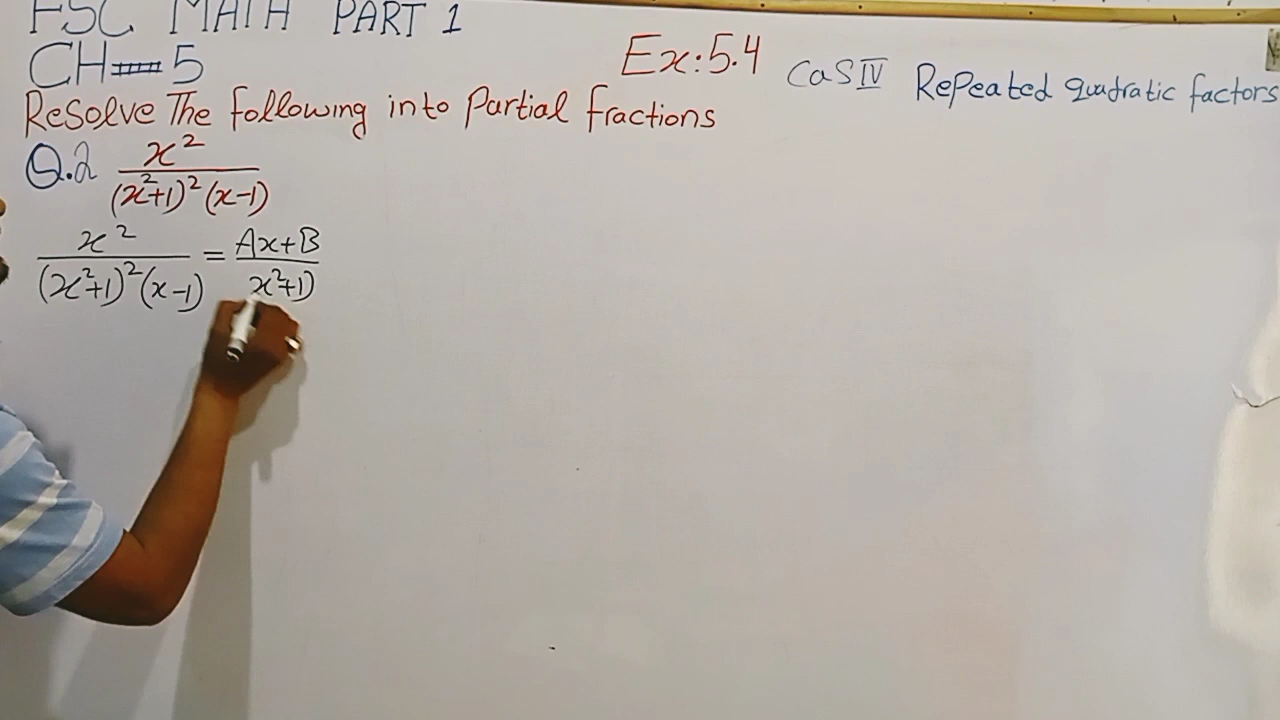 FSC MATH PART 1
CH 5 Ex:5.4 CaS IV Repeated quadratic factors
Resolve The following into Partial fractions
Q.2 x²/(x²+1)²(x-1)
x²/(x²+1)²(x-1) = Ax+B/x²+1)